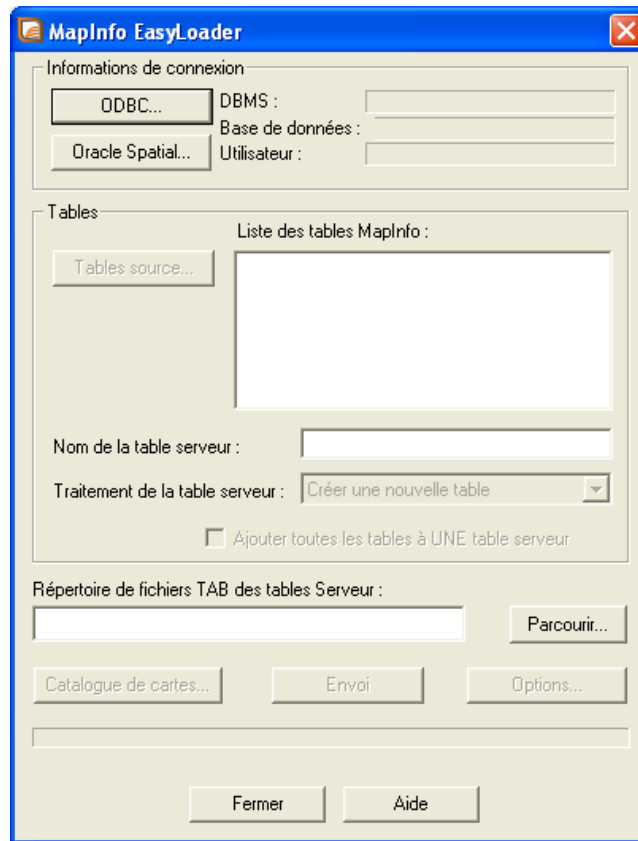 MapInfo EasyLoader
Informations de connexion
ODBC...
DBMS :
Base de données :
Oracle Spatial...
Utilisateur :
Tables
Liste des tables MapInfo :
Tables source...
Nom de la table serveur :
Traitement de la table serveur :
Créer une nouvelle table
Ajouter toutes les tables à UNE table serveur
Répertoire de fichiers TAB des tables Serveur :
Parcourir...
Catalogue de cartes...
Envoi
Options...
Fermer
Aide